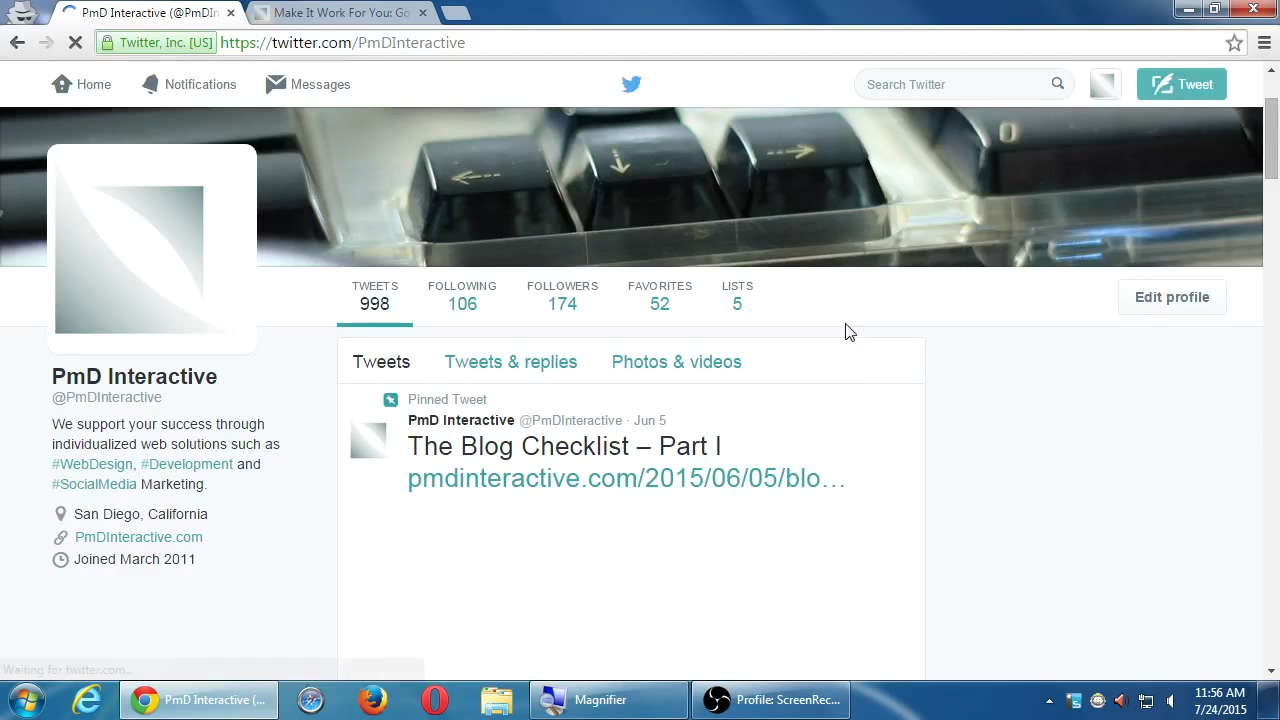 PmD Interactive (@PmDIn
Make It Work For You: Go
Twitter, Inc. [US]
https://twitter.com/PmDInteractive
Home
Notifications
Messages
Search Twitter
Tweet
0
TWEETS
998
FOLLOWING
106
FOLLOWERS
174
FAVORITES
52
LISTS
5
Edit profile
PmD Interactive
@PmDInteractive
We support your success through
individualized web solutions such as
#WebDesign, #Development and
#SocialMedia Marketing.
San Diego, California
PmDInteractive.com
Joined March 2011
Tweets
Tweets & replies
Photos & videos
Pinned Tweet
PmD Interactive @PmDInteractive · Jun 5
The Blog Checklist – Part I
pmdinteractive.com/2015/06/05/blo…
Waiting for twitter.com...
PmD Interactive (...
Magnifier
Profile: ScreenRec...
11:56 AM
7/24/2015